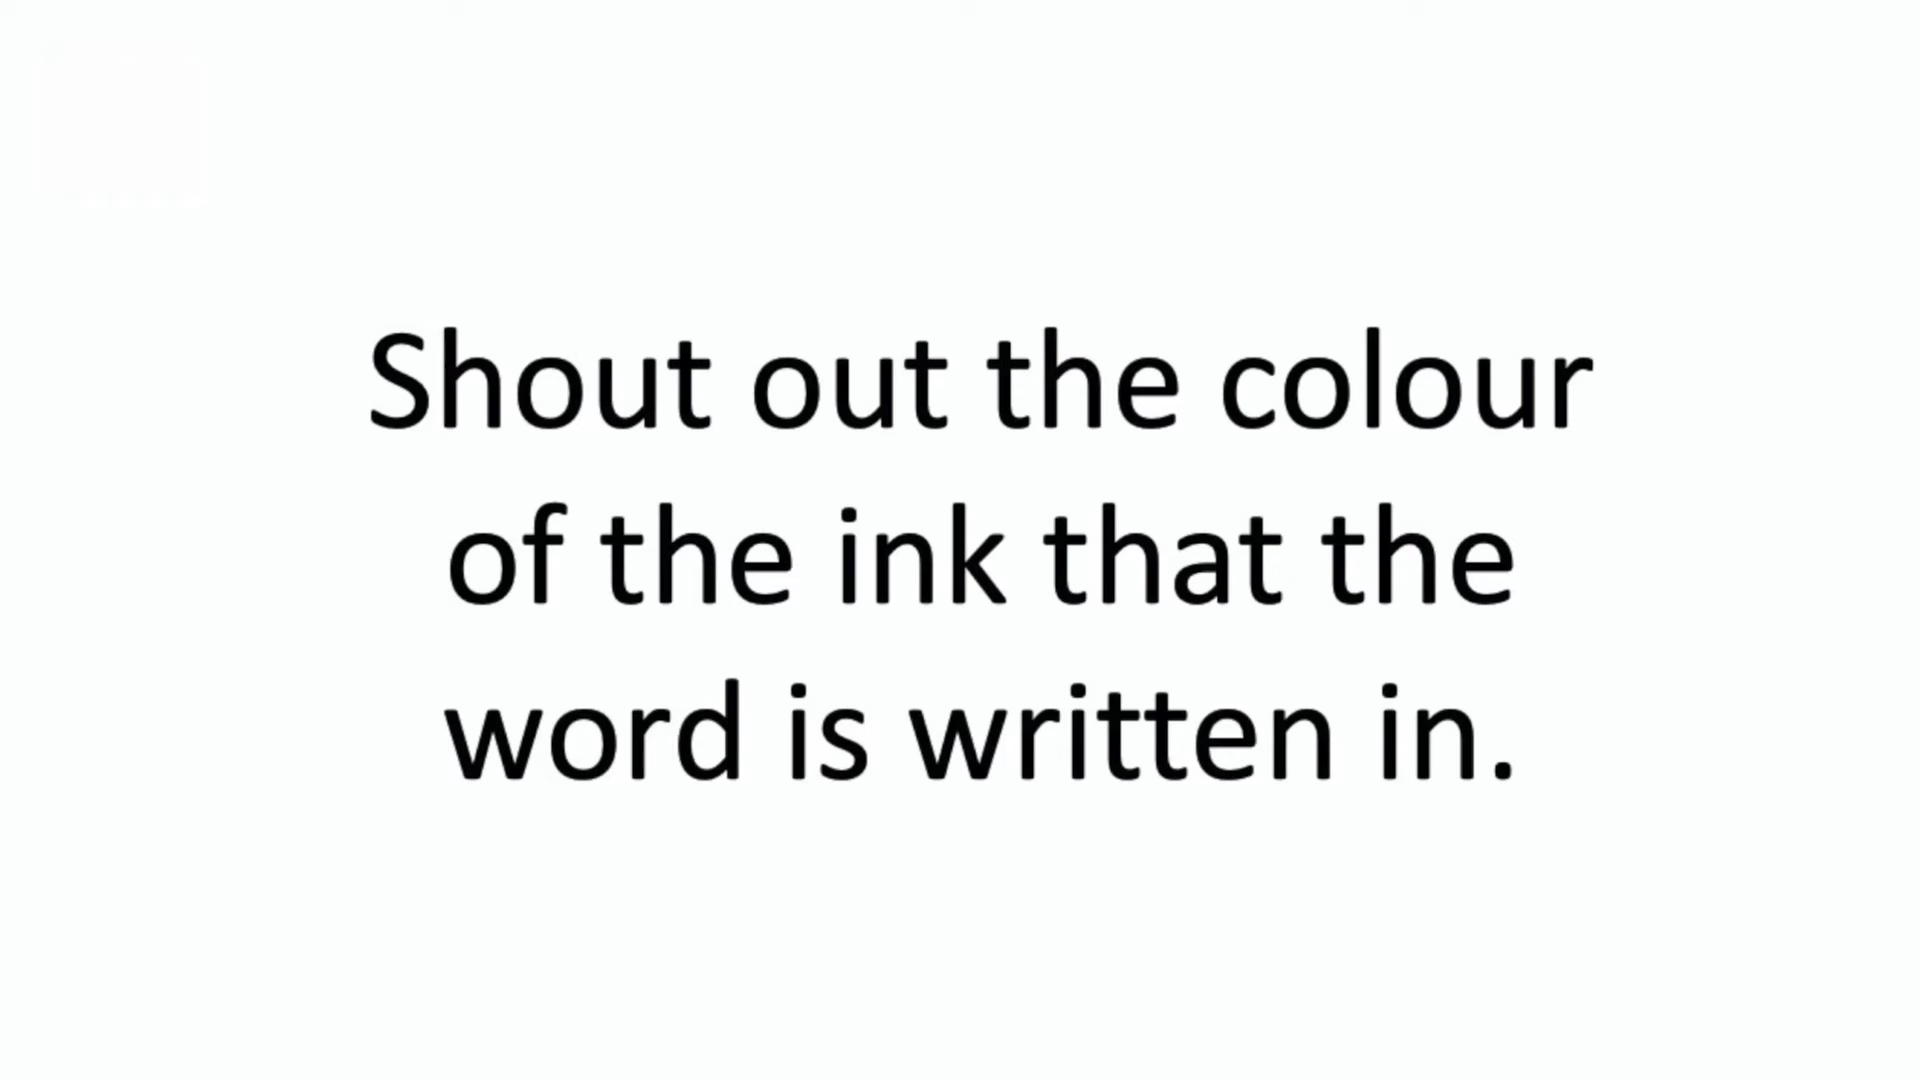 Shout out the colour
of the ink that the
word is written in.